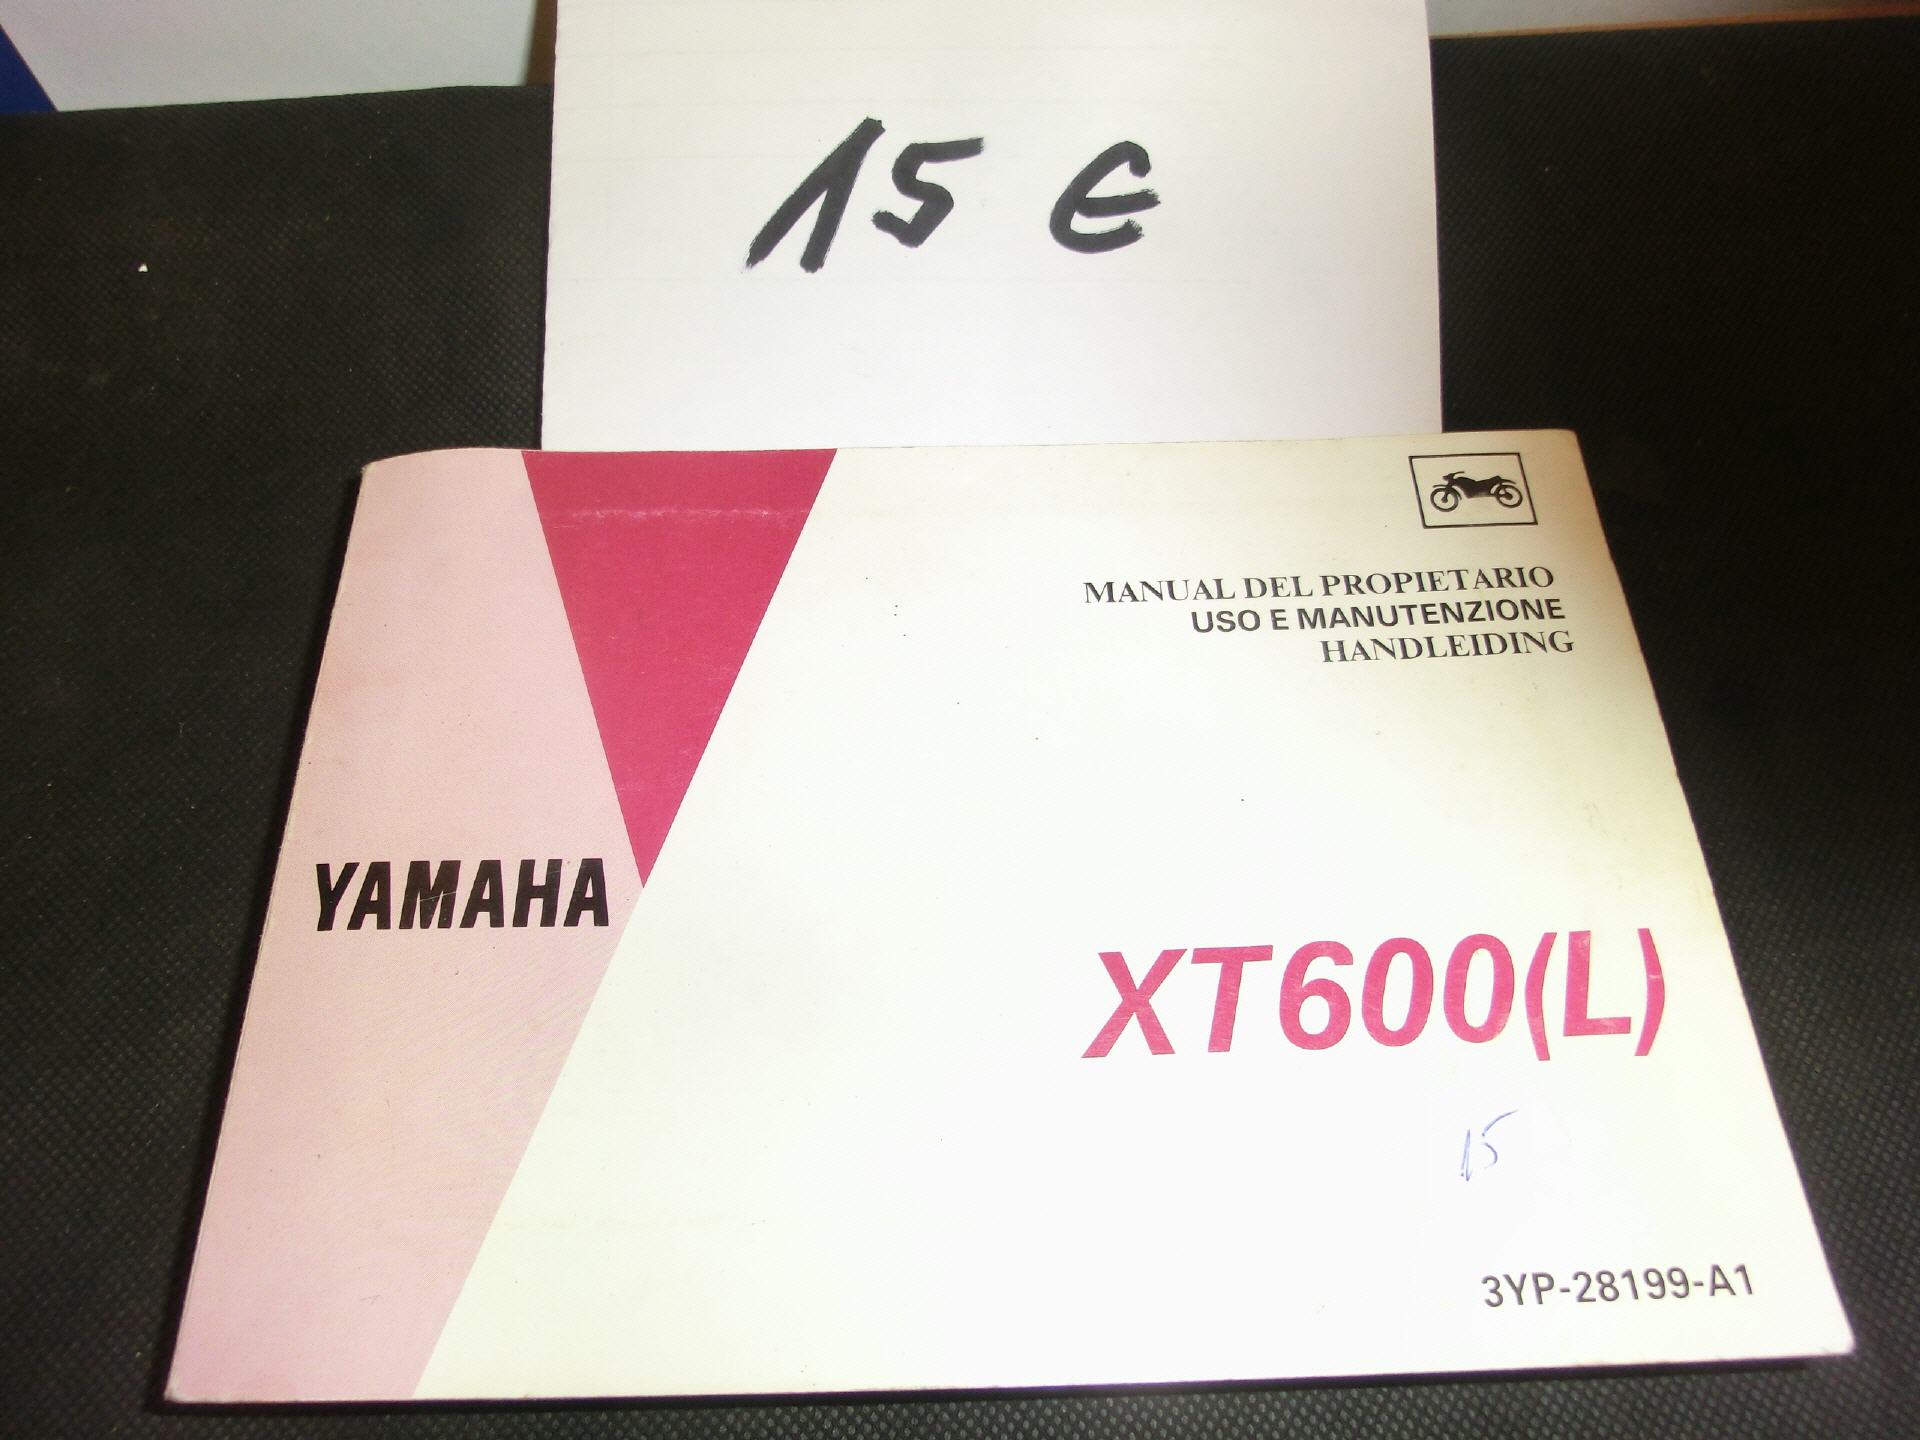 15 €
MANUAL DEL PROPIETARIO
USO E MANUTENZIONE
HANDLEIDING
YAMAHA
XT600(L)
15
3YP-28199-A1